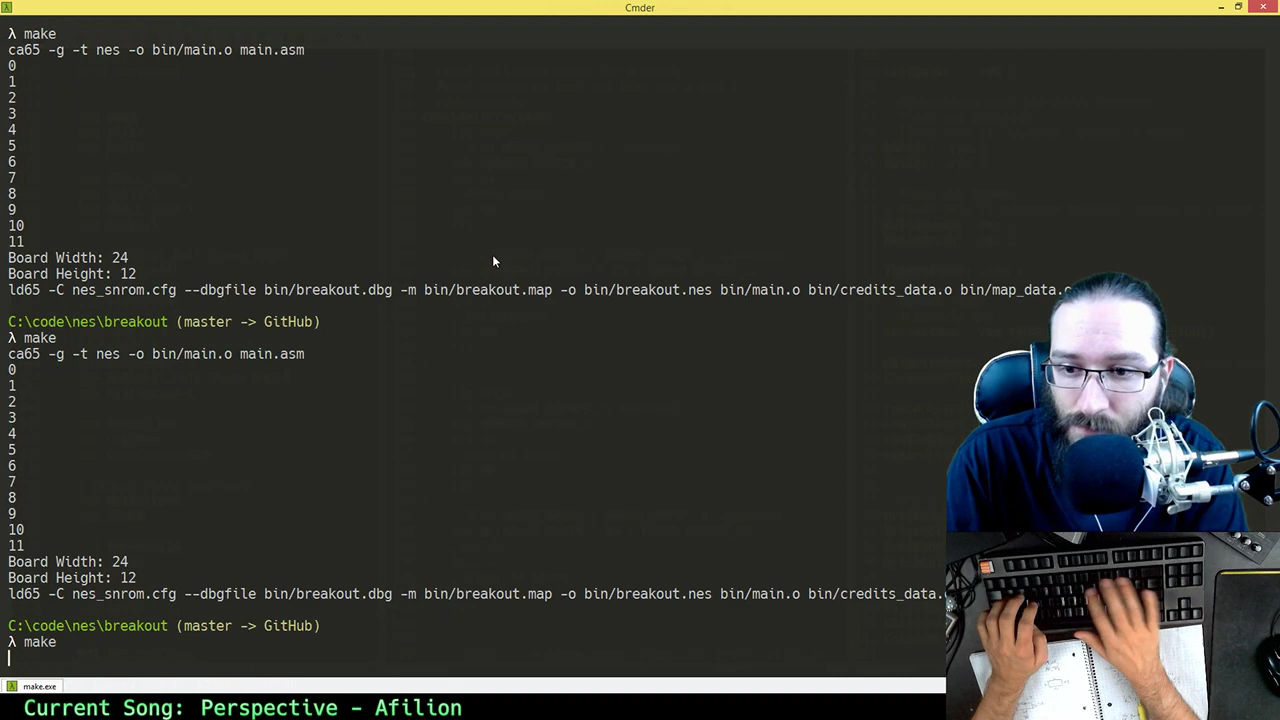 Cmder
λ make
ca65 -g -t nes -o bin/main.o main.asm
0
1
2
3
4
5
6
7
8
9
10
11
Board Width: 24
Board Height: 12
ld65 -C nes_snrom.cfg --dbgfile bin/breakout.dbg -m bin/breakout.map -o bin/breakout.nes bin/main.o bin/credits_data.o bin/map_data.o
C:\code\nes\breakout (master -> GitHub)
λ make
ca65 -g -t nes -o bin/main.o main.asm
0
1
2
3
4
5
6
7
8
9
10
11
Board Width: 24
Board Height: 12
ld65 -C nes_snrom.cfg --dbgfile bin/breakout.dbg -m bin/breakout.map -o bin/breakout.nes bin/main.o bin/credits_data.
C:\code\nes\breakout (master -> GitHub)
λ make
make.exe
Current Song: Perspective - Afilion